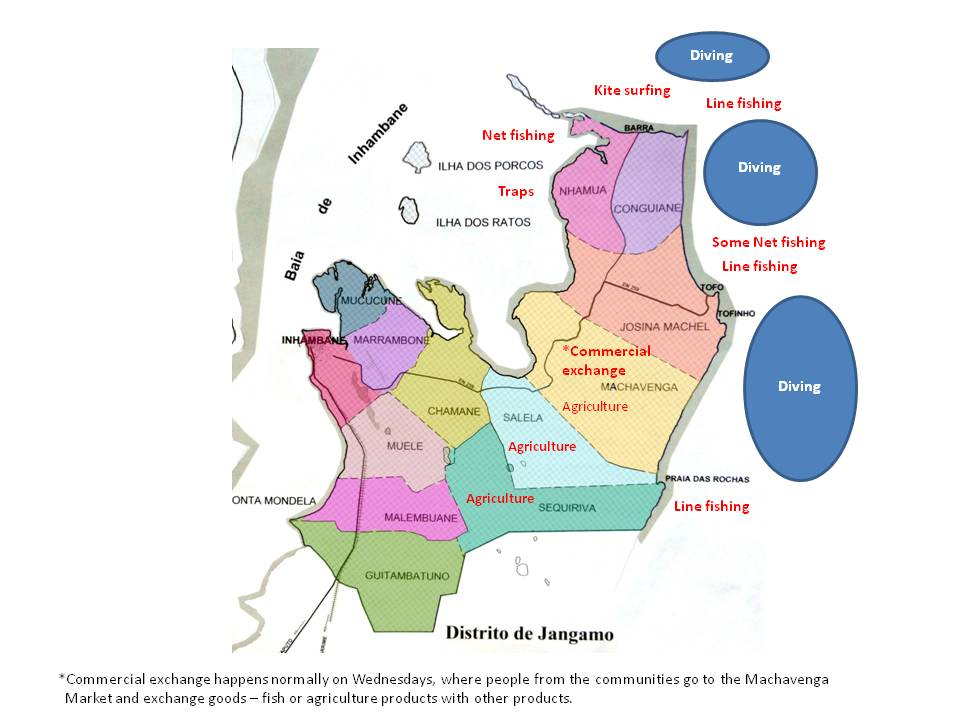 Diving
Kite surfing
Line fishing
Inhambane
BARRA
Net fishing
Diving
ILHA DOS PORCOS
Traps
NHAMUA
CONGUIANE
de
ILHA DOS RATOS
Some Net fishing
Baia
Line fishing
EN 259
TOFO
MUCUCUNE
TOFINHO
JOSINA MACHEL
INHAMBANE
MARRAMBONE
*Commercial
exchange
MACHAVENGA
Diving
EN 259
Agriculture
CHAMANE
SALELA
MUELE
Agriculture
PRAIA DAS ROCHAS
ONTA MONDELA
Agriculture
SEQUIRIVA
Line fishing
MALEMBUANE
GUITAMBATUNO
Distrito de Jangamo
*Commercial exchange happens normally on Wednesdays, where people from the communities go to the Machavenga
Market and exchange goods – fish or agriculture products with other products.